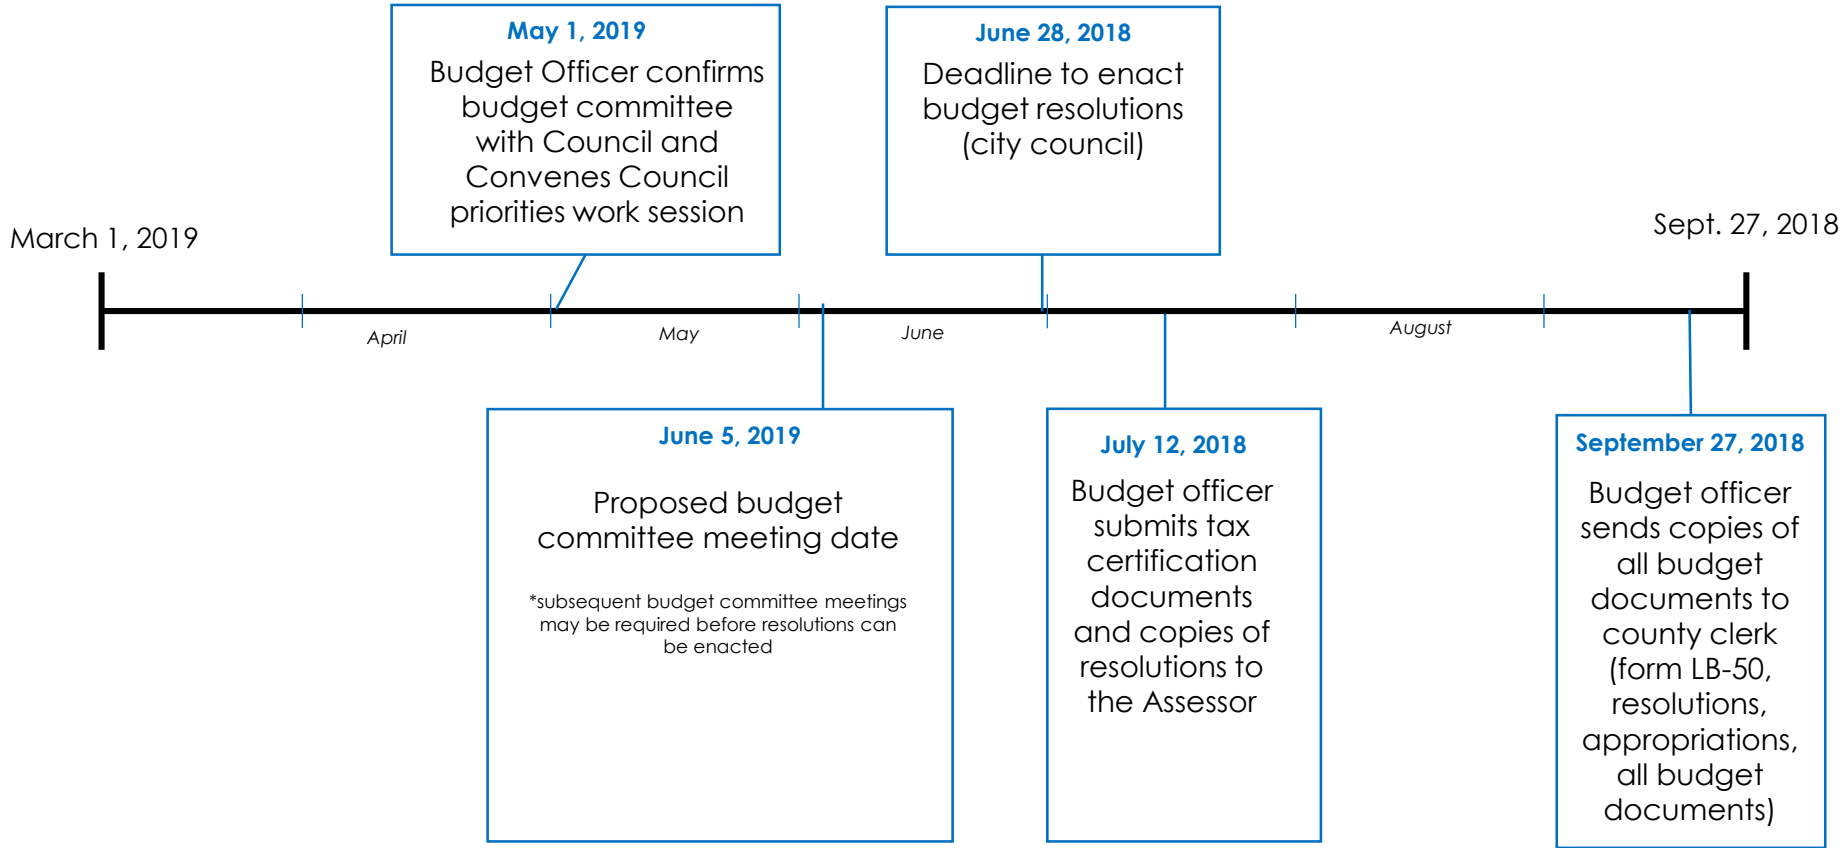 May 1, 2019
Budget Officer confirms
budget committee
with Council and
Convenes Council
priorities work session
June 28, 2018
Deadline to enact
budget resolutions
(city council)
March 1, 2019
Sept. 27, 2018
April
May
June
August
June 5, 2019
Proposed budget
committee meeting date
*subsequent budget committee meetings
may be required before resolutions can
be enacted
July 12, 2018
Budget officer
submits tax
certification
documents
and copies of
resolutions to
the Assessor
September 27, 2018
Budget officer
sends copies of
all budget
documents to
county clerk
(form LB-50,
resolutions,
appropriations,
all budget
documents)